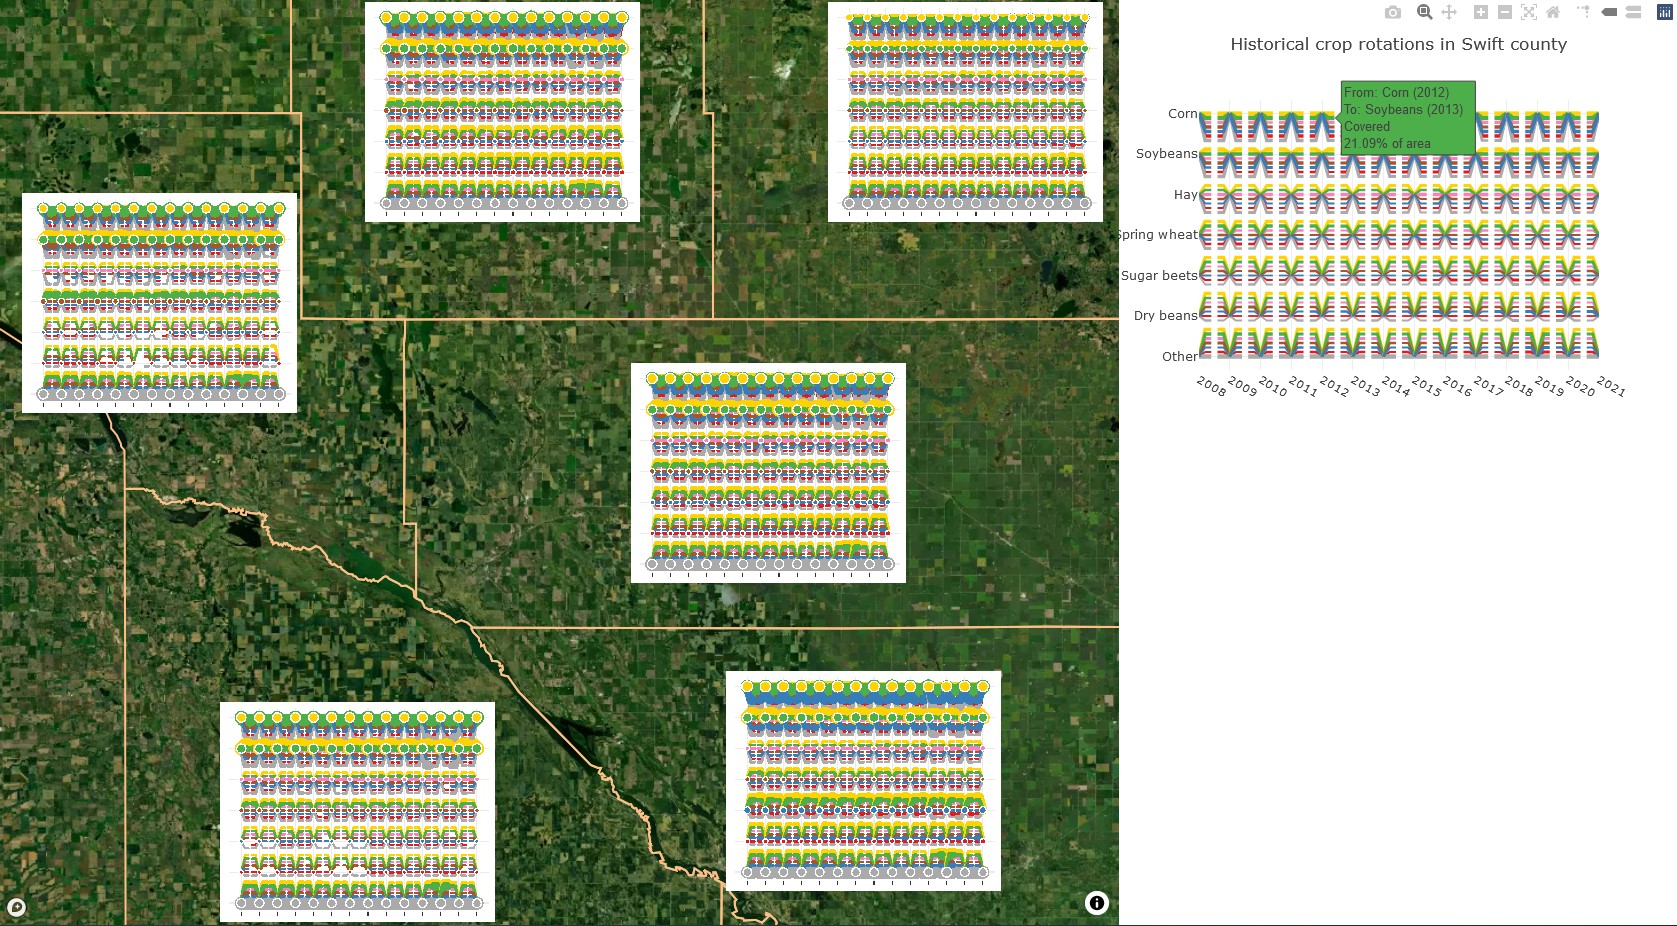 Historical crop rotations in Swift county
From: Corn (2012)
To: Soybeans (2013)
Covered
21.09% of area
Corn
Soybeans
Hay
Spring wheat
Sugar beets
Dry beans
Other
2008
2009
2010
2011
2012
2013
2014
2015
2016
2017
2018
2019
2020
2021